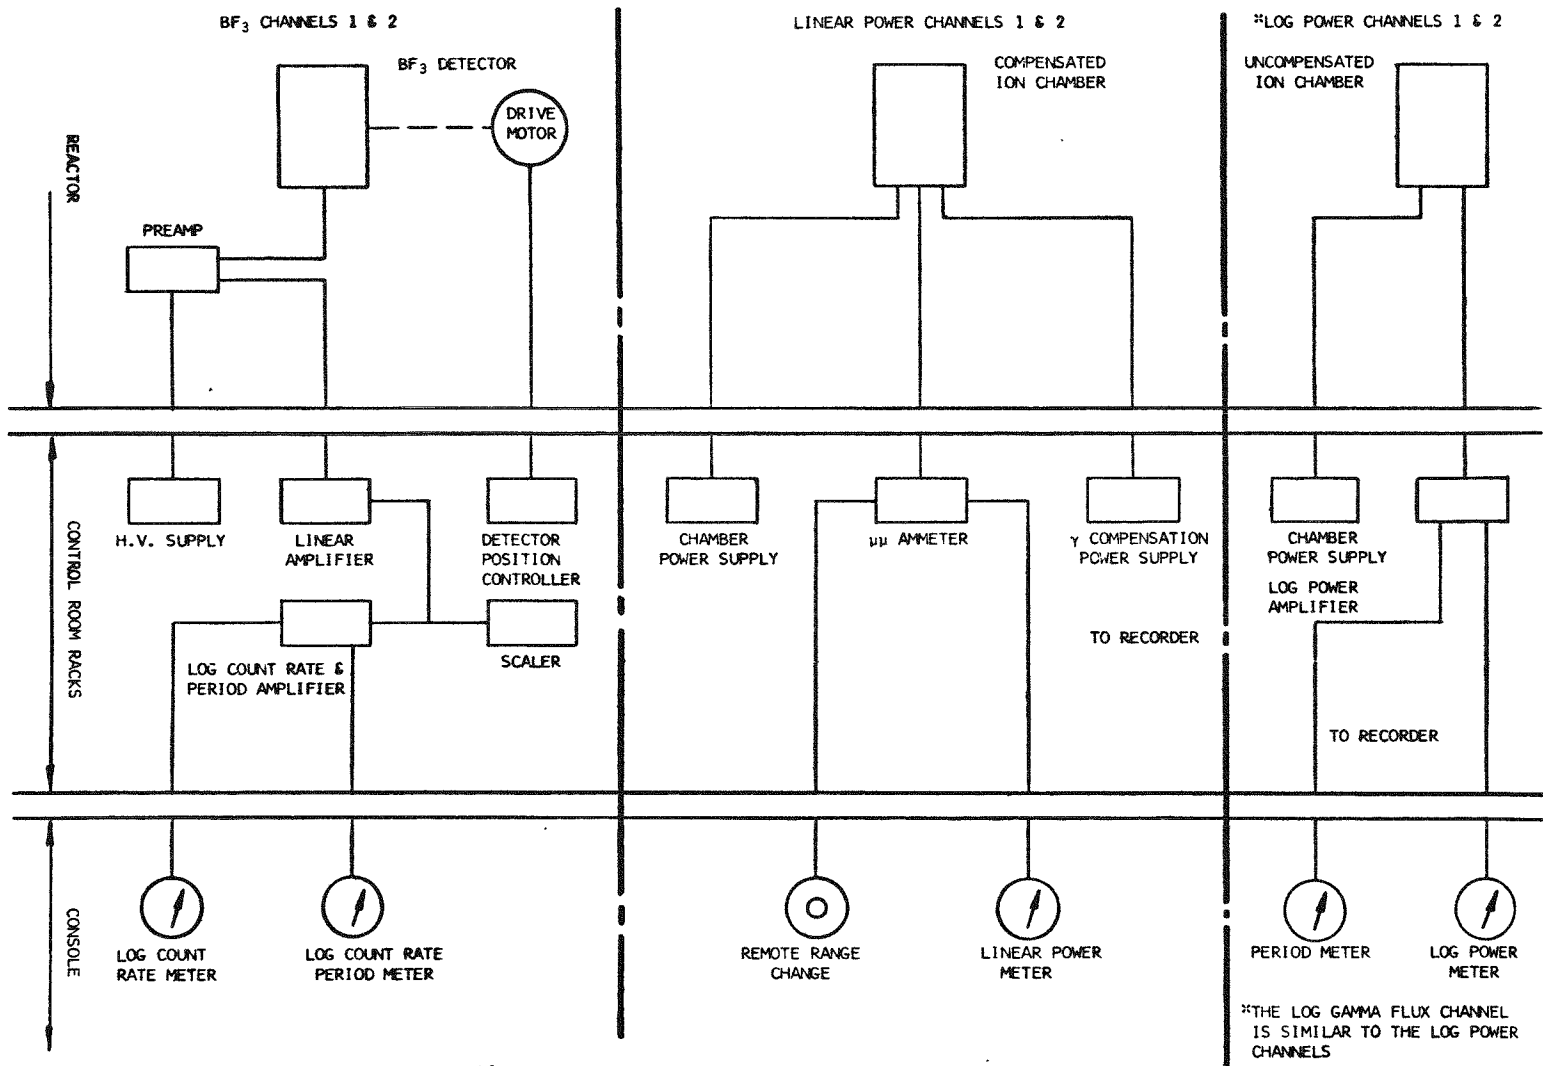 BF₃ CHANNELS 1 & 2
LINEAR POWER CHANNELS 1 & 2
*LOG POWER CHANNELS 1 & 2
BF₃ DETECTOR
DRIVE
MOTOR
COMPENSATED
ION CHAMBER
UNCOMPENSATED
ION CHAMBER
REACTOR
PREAMP
H.V. SUPPLY
LINEAR
AMPLIFIER
DETECTOR
POSITION
CONTROLLER
CHAMBER
POWER SUPPLY
μμ AMMETER
γ COMPENSATION
POWER SUPPLY
CHAMBER
POWER SUPPLY
LOG POWER
AMPLIFIER
CONTROL ROOM RACKS
LOG COUNT RATE &
PERIOD AMPLIFIER
SCALER
TO RECORDER
TO RECORDER
CONSOLE
LOG COUNT
RATE METER
LOG COUNT RATE
PERIOD METER
REMOTE RANGE
CHANGE
LINEAR POWER
METER
PERIOD METER
LOG POWER
METER
*THE LOG GAMMA FLUX CHANNEL
IS SIMILAR TO THE LOG POWER
CHANNELS